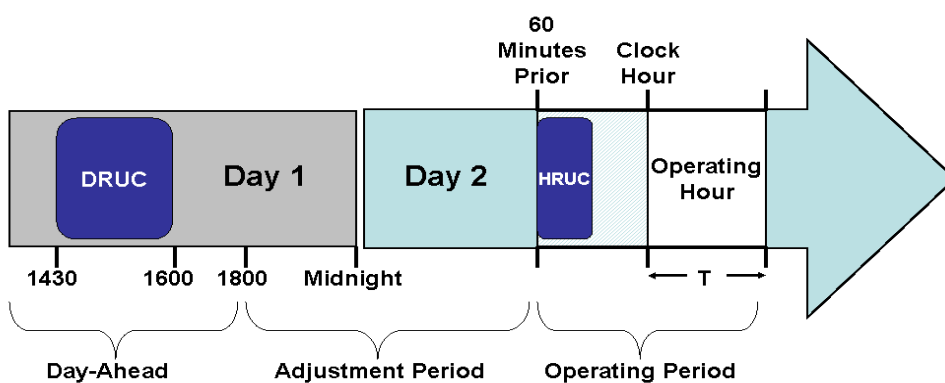 60
Minutes
Prior
Clock
Hour
DRUC
Day 1
Day 2
HRUC
Operating
Hour
1430
1600
1800
Midnight
T
Day-Ahead
Adjustment Period
Operating Period